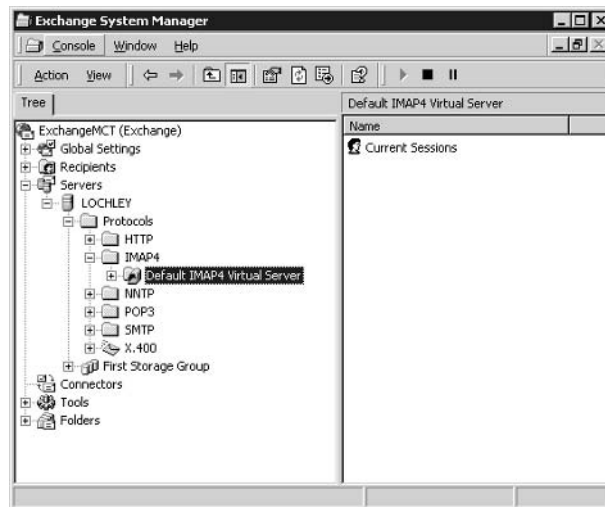 Exchange System Manager
Console Window Help
Action View
Tree
Default IMAP4 Virtual Server
Name
ExchangeMCT (Exchange)
Global Settings
Recipients
Servers
LOCHLEY
Protocols
HTTP
IMAP4
Default IMAP4 Virtual Server
NNTP
POP3
SMTP
X.400
First Storage Group
Connectors
Tools
Folders
Current Sessions